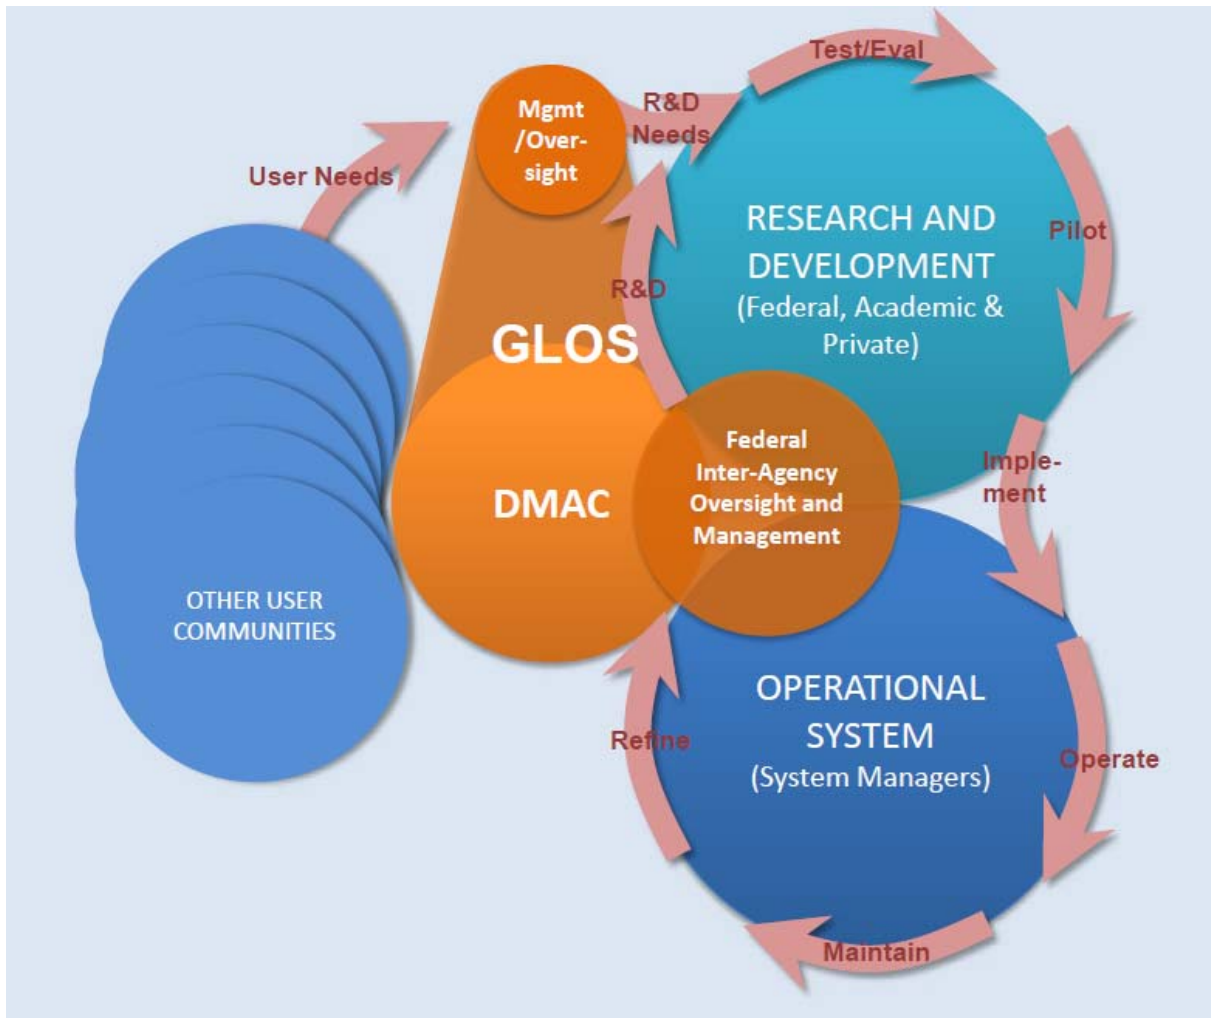 Test/Eval
Mgmt
/Over-
sight
R&D
Needs
User Needs
RESEARCH AND
DEVELOPMENT
(Federal, Academic &
Private)
Pilot
R&D
GLOS
Federal
Inter-Agency
Oversight and
Management
DMAC
Imple-
ment
OTHER USER
COMMUNITIES
OPERATIONAL
SYSTEM
(System Managers)
Refine
Operate
Maintain